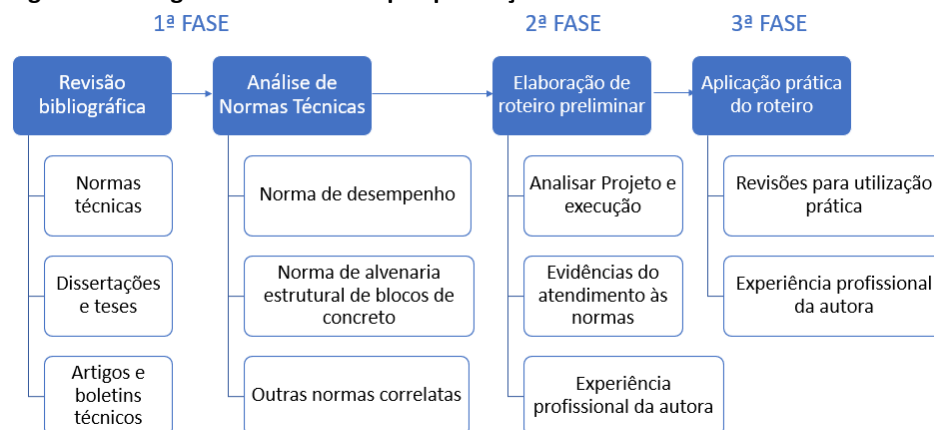 1ª FASE
2ª FASE
3ª FASE
Revisão
bibliográfica
Análise de
Normas Técnicas
Elaboração de
roteiro preliminar
Aplicação prática
do roteiro
Normas
técnicas
Dissertações
e teses
Artigos e
boletins
técnicos
Norma de desempenho
Norma de alvenaria
estrutural de blocos de
concreto
Outras normas correlatas
Analisar Projeto e
execução
Evidências do
atendimento às
normas
Experiência
profissional da autora
Revisões para utilização
prática
Experiência profissional
da autora